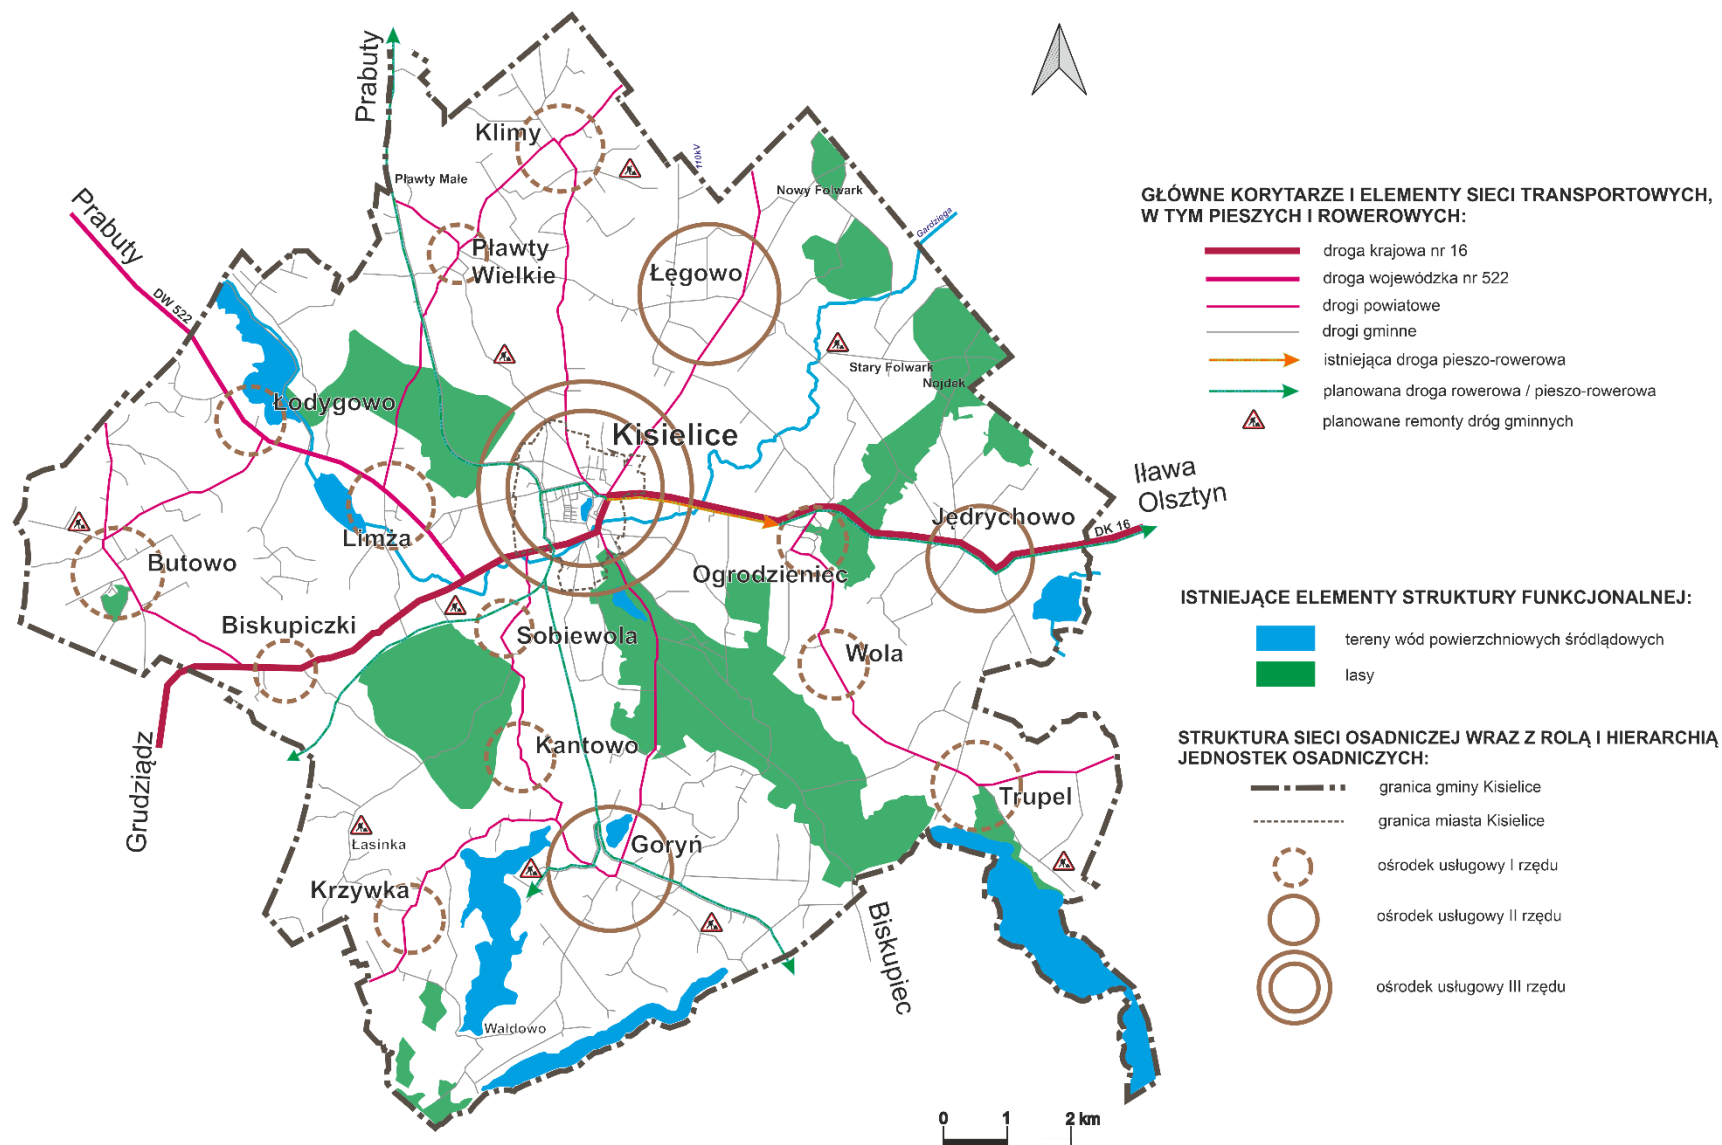 Prabuty
Klimy
110kV
Pławty Małe
Nowy Folwark
Prabuty
Pławty
Wielkie
Łęgowo
Gardzięga
DW 522
Stary Folwark
Nojdek
Łodygowo
Kisielice
Iława
Olsztyn
Jędrychowo
DK 16
Limża
Butowo
Ogrodzieniec
Biskupiczki
Sobiewola
Wola
Kantowo
Grudziądz
Trupel
Łasinka
Goryń
Krzywka
Biskupiec
Wałdowo
0 1 2 km
GŁÓWNE KORYTARZE I ELEMENTY SIECI TRANSPORTOWYCH,
W TYM PIESZYCH I ROWEROWYCH:
droga krajowa nr 16
droga wojewódzka nr 522
drogi powiatowe
drogi gminne
istniejąca droga pieszo-rowerowa
planowana droga rowerowa / pieszo-rowerowa
planowane remonty dróg gminnych
ISTNIEJĄCE ELEMENTY STRUKTURY FUNKCJONALNEJ:
tereny wód powierzchniowych śródlądowych
lasy
STRUKTURA SIECI OSADNICZEJ WRAZ Z ROLĄ I HIERARCHIĄ
JEDNOSTEK OSADNICZYCH:
granica gminy Kisielice
granica miasta Kisielice
ośrodek usługowy I rzędu
ośrodek usługowy II rzędu
ośrodek usługowy III rzędu